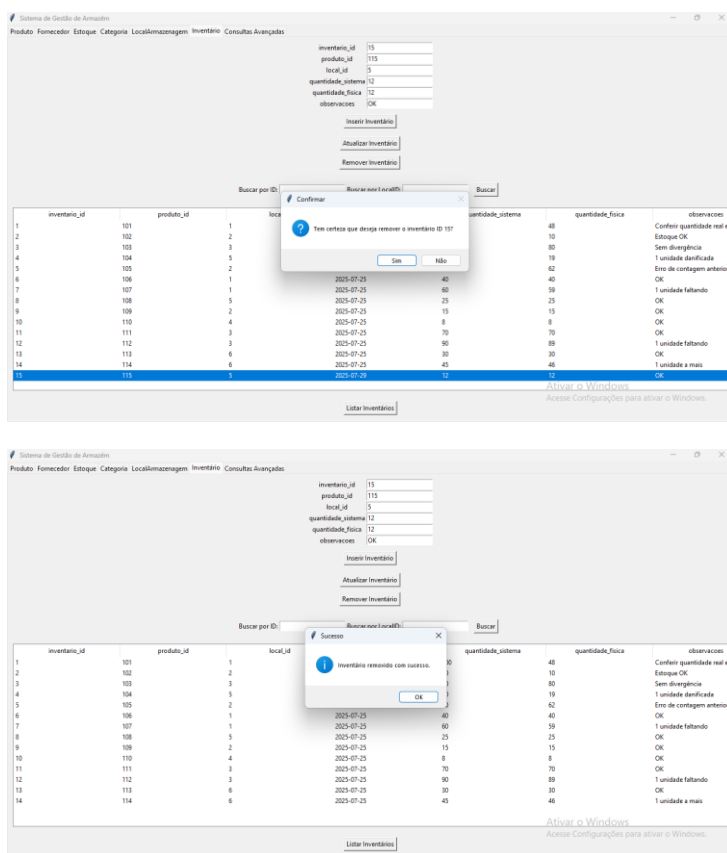 Sistema de Gestão de Armazém
Produto Fornecedor Estoque Categoria LocalArmazenagem Inventário Consultas Avançadas
inventario_id 15
produto_id 115
local_id 5
quantidade_sistema 12
quantidade_fisica 12
observacoes OK
Inserir Inventário
Atualizar Inventário
Remover Inventário
Buscar por ID: Buscar por LocalID: Buscar
Confirmar
Tem certeza que deseja remover o inventário ID 15?
Sim Não
inventario_id produto_id loca uantidade_sistema quantidade_fisica observacoes
1 101 1 48 Conferir quantidade real e
2 102 2 10 Estoque OK
3 103 3 80 Sem divergência
4 104 5 19 1 unidade danificada
5 105 2 62 Erro de contagem anterio
6 106 1 2025-07-25 40 40 OK
7 107 1 2025-07-25 60 59 1 unidade faltando
8 108 5 2025-07-25 25 25 OK
9 109 2 2025-07-25 15 15 OK
10 110 4 2025-07-25 8 8 OK
11 111 3 2025-07-25 70 70 OK
12 112 3 2025-07-25 90 89 1 unidade faltando
13 113 6 2025-07-25 30 30 OK
14 114 6 2025-07-25 45 46 1 unidade a mais
15 115 5 2025-07-29 12 12 OK
Ativar o Windows
Acesse Configurações para ativar o Windows.
Listar Inventários
Sistema de Gestão de Armazém
Produto Fornecedor Estoque Categoria LocalArmazenagem Inventário Consultas Avançadas
inventario_id 15
produto_id 115
local_id 5
quantidade_sistema 12
quantidade_fisica 12
observacoes OK
Inserir Inventário
Atualizar Inventário
Remover Inventário
Buscar por ID: Buscar por LocalID: Buscar
Sucesso
Inventário removido com sucesso.
OK
inventario_id produto_id local_id quantidade_sistema quantidade_fisica observacoes
1 101 1 48 Conferir quantidade real e
2 102 2 10 Estoque OK
3 103 3 80 Sem divergência
4 104 5 19 1 unidade danificada
5 105 2 62 Erro de contagem anterio
6 106 1 2025-07-25 40 40 OK
7 107 1 2025-07-25 60 59 1 unidade faltando
8 108 5 2025-07-25 25 25 OK
9 109 2 2025-07-25 15 15 OK
10 110 4 2025-07-25 8 8 OK
11 111 3 2025-07-25 70 70 OK
12 112 3 2025-07-25 90 89 1 unidade faltando
13 113 6 2025-07-25 30 30 OK
14 114 6 2025-07-25 45 46 1 unidade a mais
Ativar o Windows
Acesse Configurações para ativar o Windows.
Listar Inventários